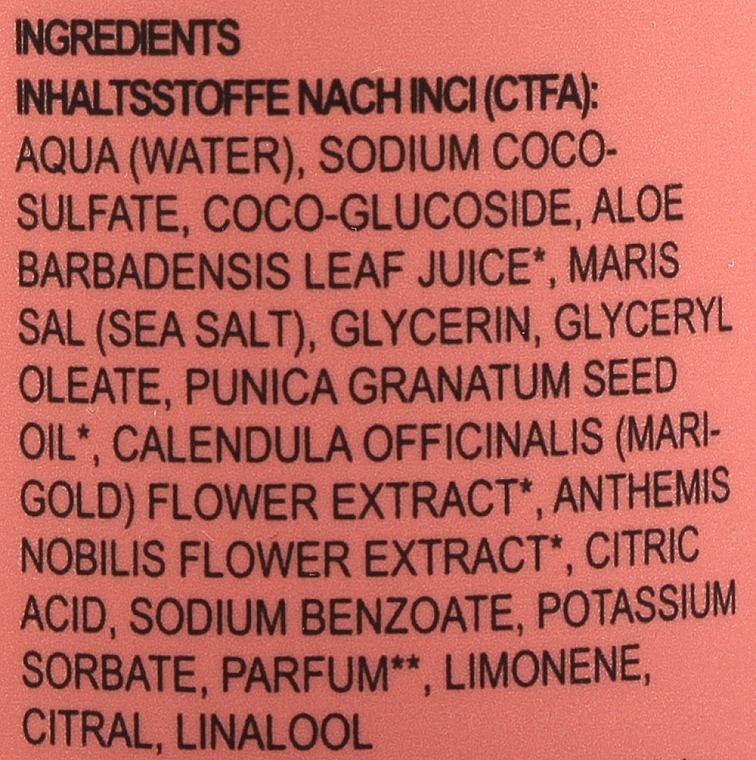 INGREDIENTS
INHALTSSTOFFE NACH INCI (CTFA):
AQUA (WATER), SODIUM COCO-
SULFATE, COCO-GLUCOSIDE, ALOE
BARBADENSIS LEAF JUICE*, MARIS
SAL (SEA SALT), GLYCERIN, GLYCERYL
OLEATE, PUNICA GRANATUM SEED
OIL*, CALENDULA OFFICINALIS (MARI-
GOLD) FLOWER EXTRACT*, ANTHEMIS
NOBILIS FLOWER EXTRACT*, CITRIC
ACID, SODIUM BENZOATE, POTASSIUM
SORBATE, PARFUM**, LIMONENE,
CITRAL, LINALOOL